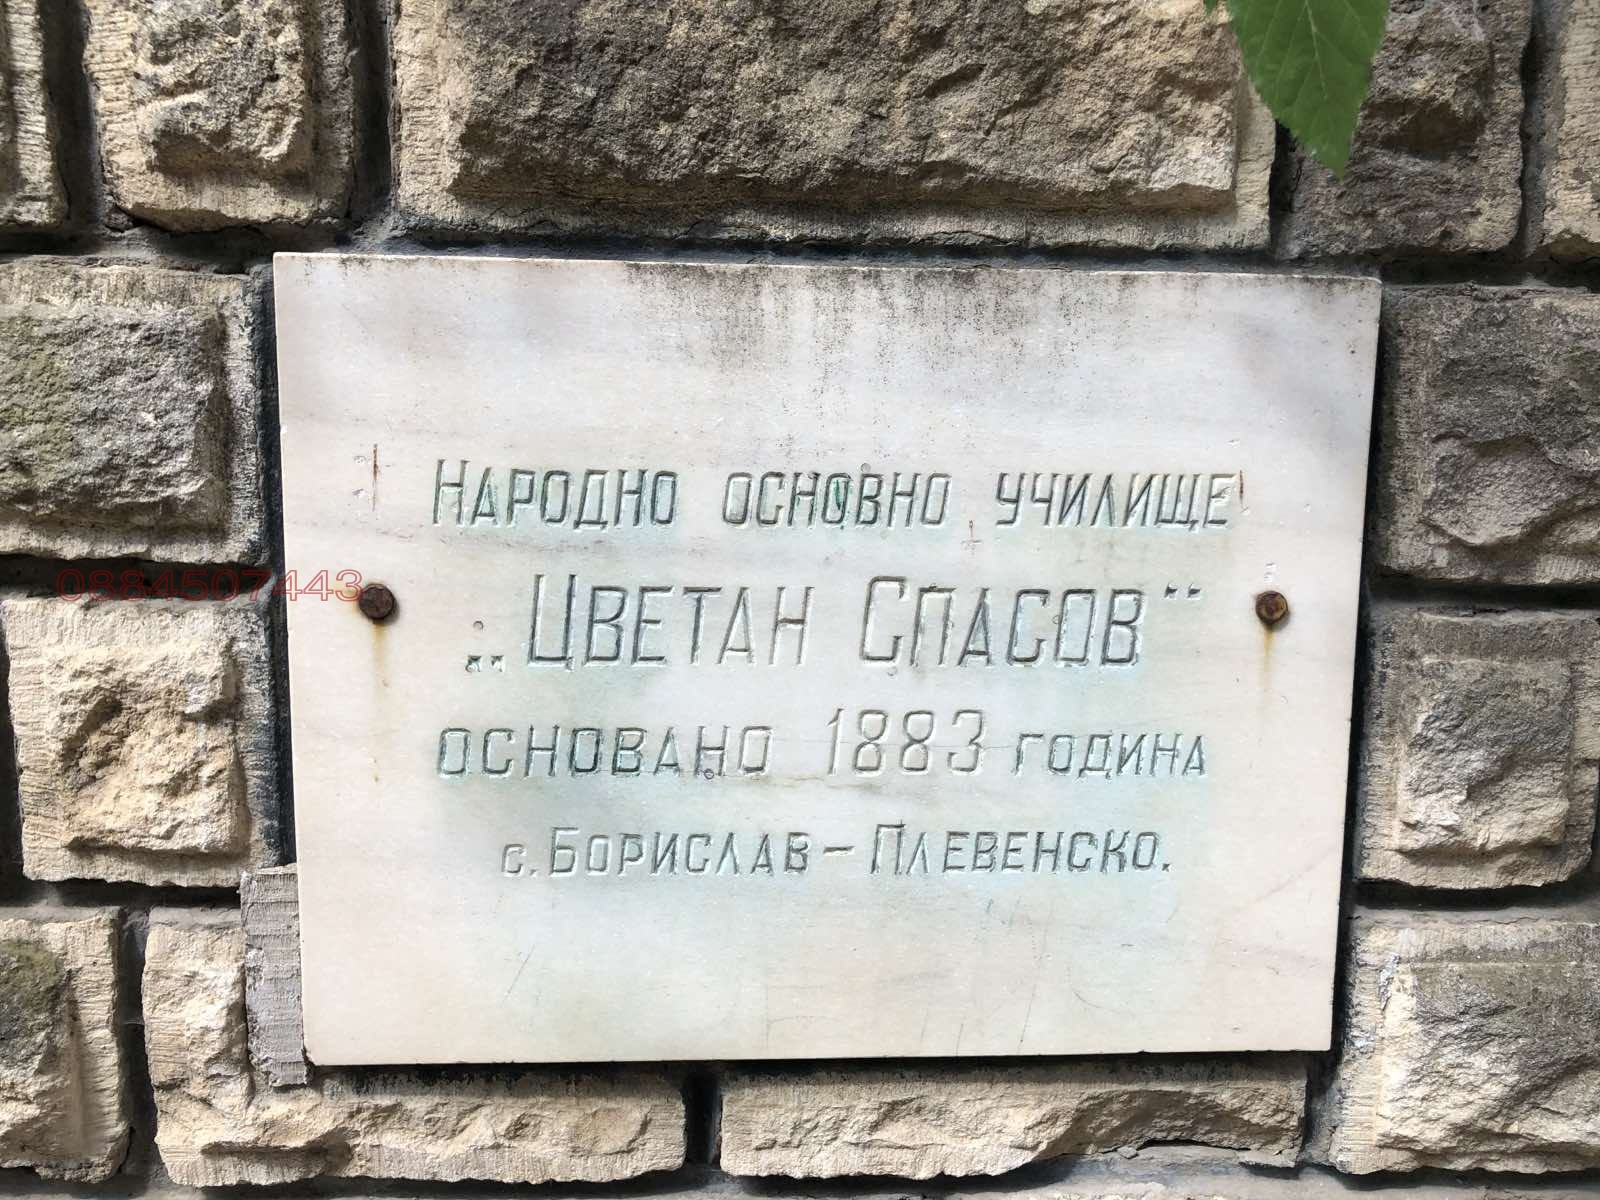 Народно основно училище
„Цветан Спасов“
основано 1883 година
с. Борислав – Плевенско.
0884507443